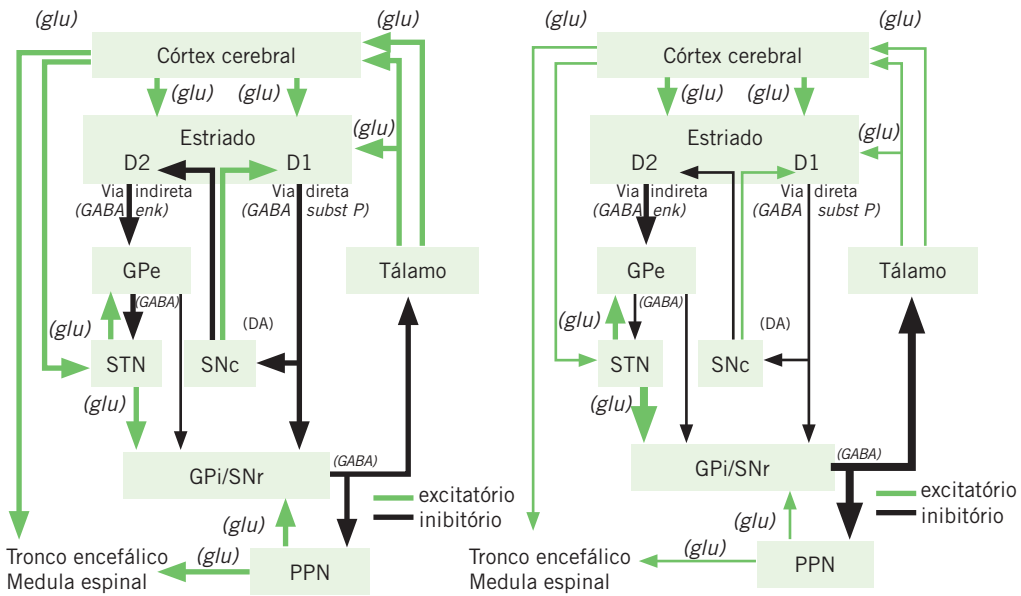 (glu)
Córtex cerebral
(glu)
(glu)
(glu)
Estriado
D2
D1
Via indireta
(GABA enk)
Via direta
(GABA subst P)
GPe
Tálamo
(GABA)
(glu)
(DA)
STN
SNc
(glu)
GPi/SNr
(GABA)
excitatório
inibitório
(glu)
Tronco encefálico
Medula espinal
(glu)
PPN
(glu)
(glu)
Córtex cerebral
(glu)
(glu)
(glu)
Estriado
D2
D1
Via indireta
(GABA enk)
Via direta
(GABA subst P)
GPe
Tálamo
(GABA)
(glu)
(DA)
STN
SNc
(glu)
GPi/SNr
(GABA)
excitatório
inibitório
(glu)
Tronco encefálico
Medula espinal
(glu)
PPN